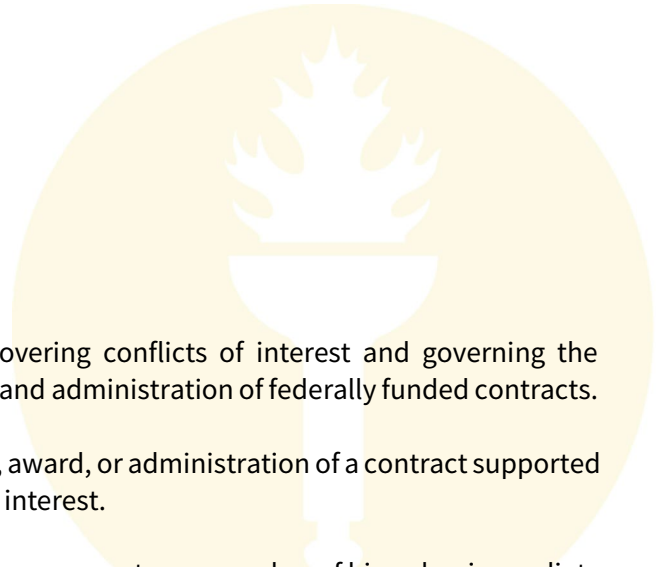 overing conflicts of interest and governing the
and administration of federally funded contracts.
, award, or administration of a contract supported
interest.